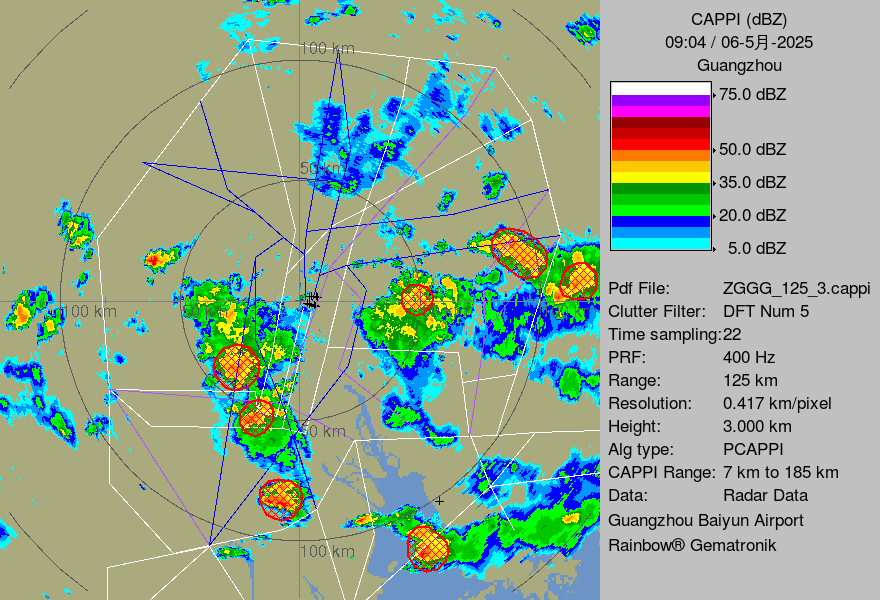 CAPPI (dBZ)
09:04 / 06-5月-2025
Guangzhou
75.0 dBZ
50.0 dBZ
35.0 dBZ
20.0 dBZ
5.0 dBZ
Pdf File: ZGGG_125_3.cappi
Clutter Filter: DFT Num 5
Time sampling:22
PRF: 400 Hz
Range: 125 km
Resolution: 0.417 km/pixel
Height: 3.000 km
Alg type: PCAPPI
CAPPI Range: 7 km to 185 km
Data: Radar Data
Guangzhou Baiyun Airport
Rainbow® Gematronik
100 km
50 km
100 km
50 km
100 km